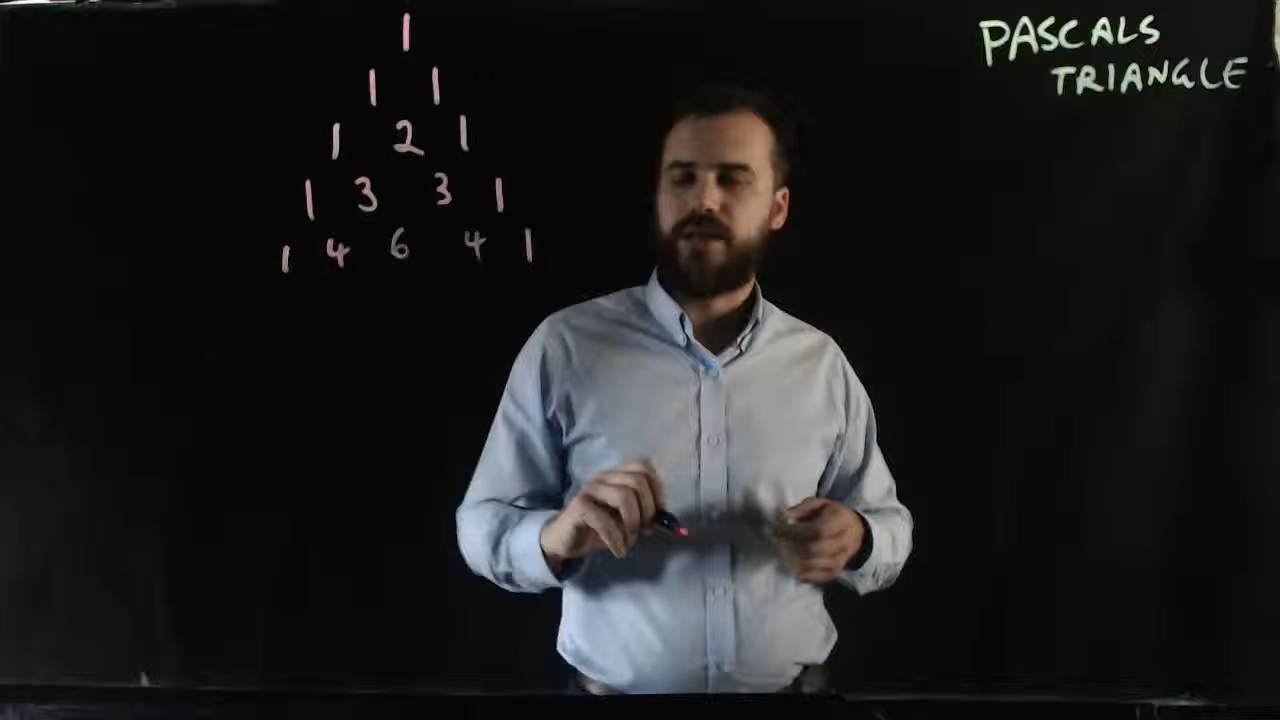 1
1 1
1 2 1
1 3 3 1
1 4 6 4 1
PASCALS
TRIANGLE